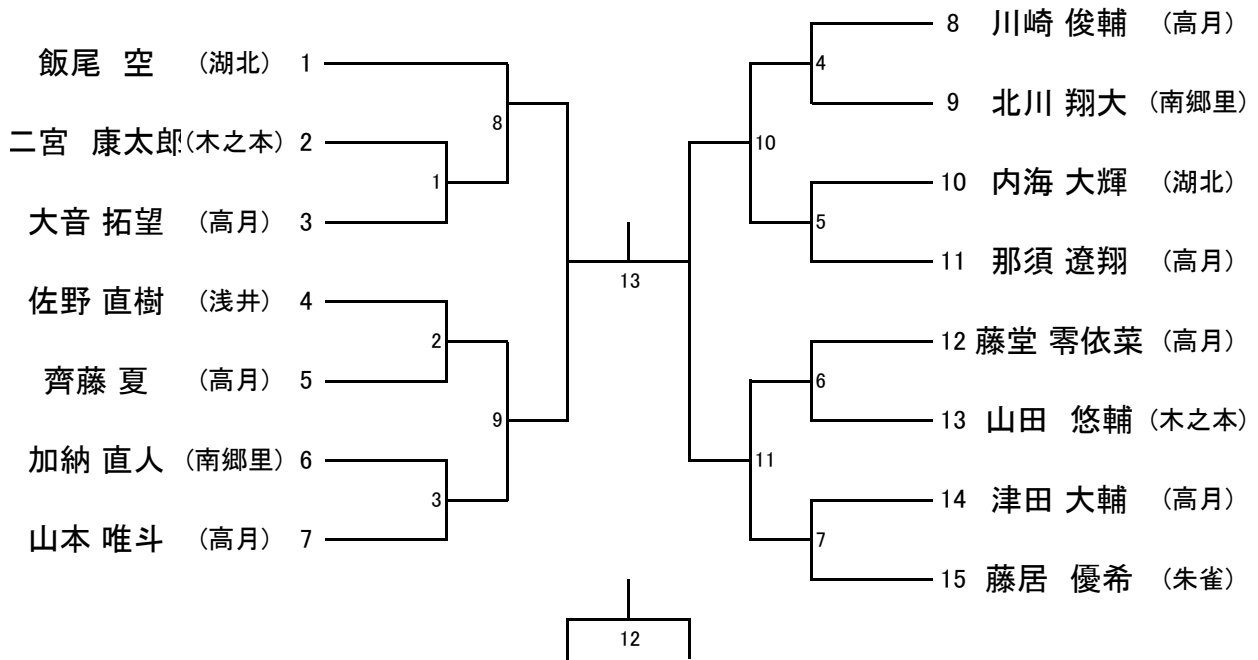 飯尾 空 (湖北) 1
二宮 康太郎(木之本) 2
大音 拓望 (高月) 3
佐野 直樹 (浅井) 4
齊藤 夏 (高月) 5
加納 直人 (南郷里) 6
山本 唯斗 (高月) 7
8
1
2
9
3
13
12
4
10
5
6
11
7
8 川崎 俊輔 (高月)
9 北川 翔大 (南郷里)
10 内海 大輝 (湖北)
11 那須 遼翔 (高月)
12 藤堂 零依菜 (高月)
13 山田 悠輔 (木之本)
14 津田 大輔 (高月)
15 藤居 優希 (朱雀)